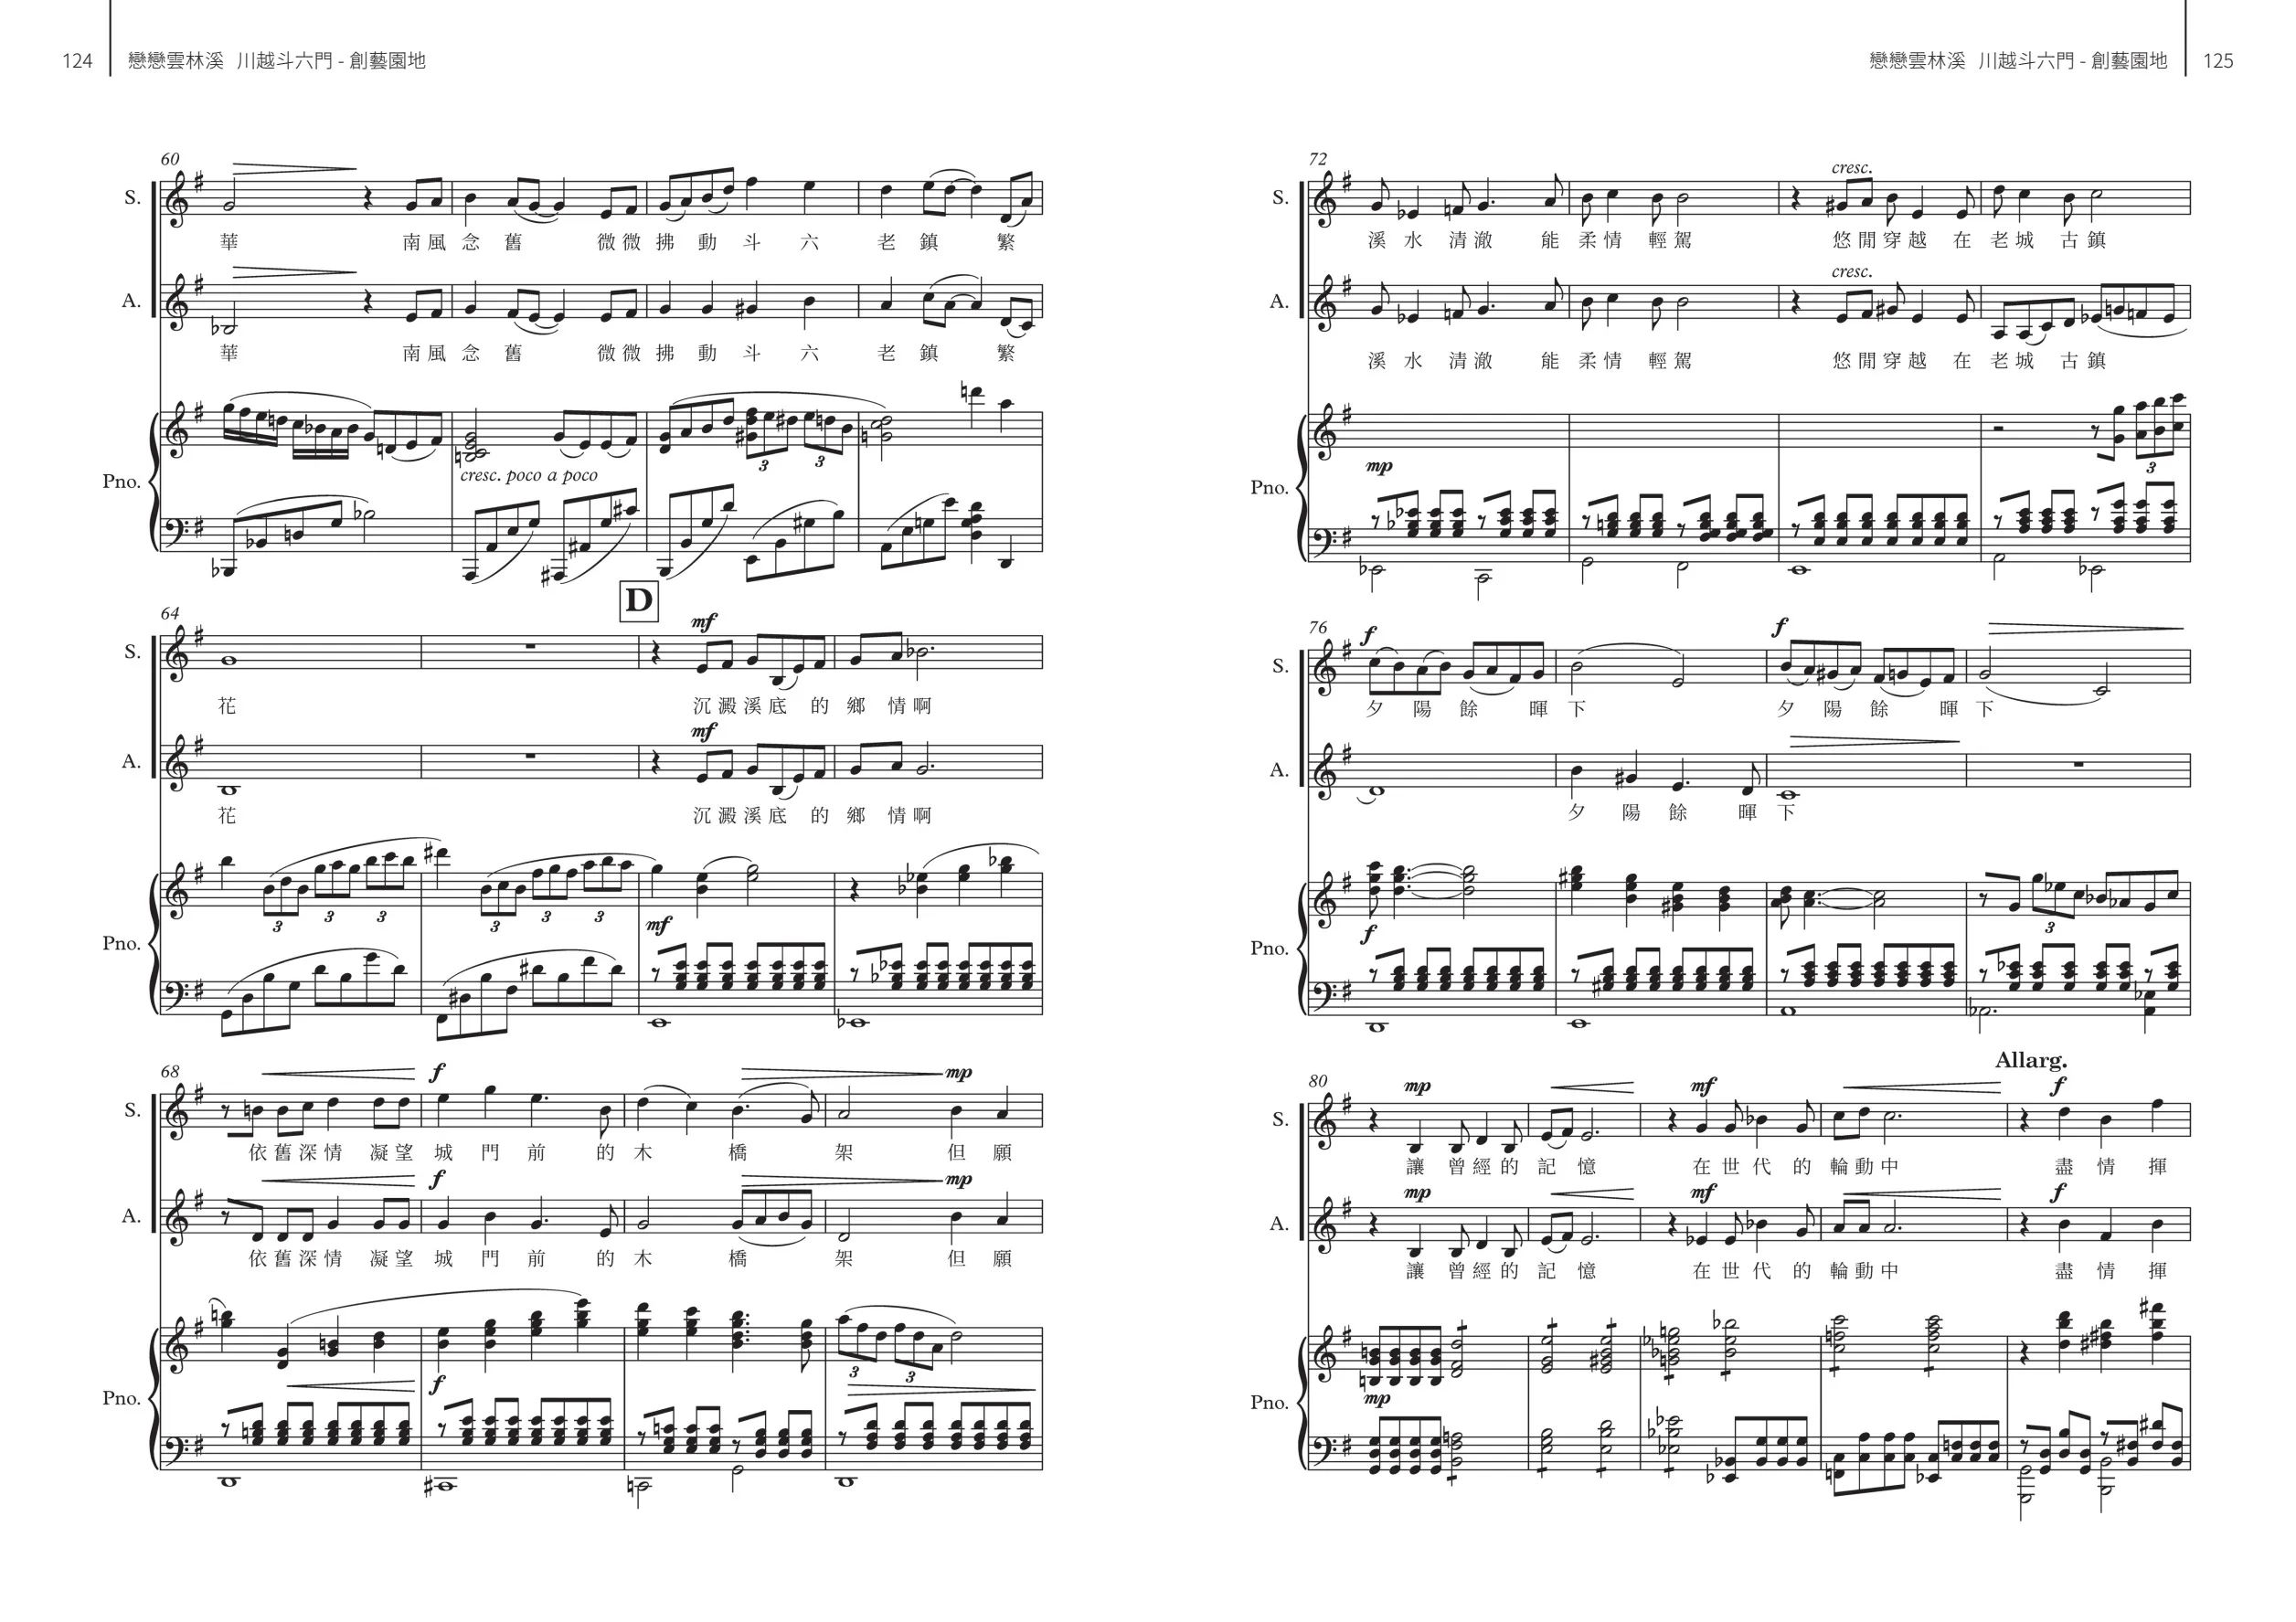 124 戀戀雲林溪 川越斗六門 - 創藝園地
60
S.
華 南風念舊 微微拂動斗六 老鎮 繁
A.
華 南風念舊 微微拂動斗六 老鎮 繁
3 3
Pno.
cresc. poco a poco
D
64
mf
S.
花 沉澱溪底的鄉情啊
mf
A.
花 沉澱溪底的鄉情啊
3 3 3 3 3 3
Pno.
mf
68
f mp
S.
依舊深情凝望城門前的木橋架但願
f mp
A.
依舊深情凝望城門前的木橋架但願
3 3
Pno.
f
戀戀雲林溪 川越斗六門 - 創藝園地 125
72
cresc.
S.
溪水清澈能柔情輕駕 悠閒穿越在老城古鎮
cresc.
A.
溪水清澈能柔情輕駕 悠閒穿越在老城古鎮
mp
3
Pno.
76
f f
S.
夕陽餘暉下 夕陽餘暉下
A.
夕陽餘暉下
f
3
Pno.
Allarg.
80
mp mf f
S.
讓曾經的記憶 在世代的輪動中 盡情揮
mp mf f
A.
讓曾經的記憶 在世代的輪動中 盡情揮
mp
Pno.